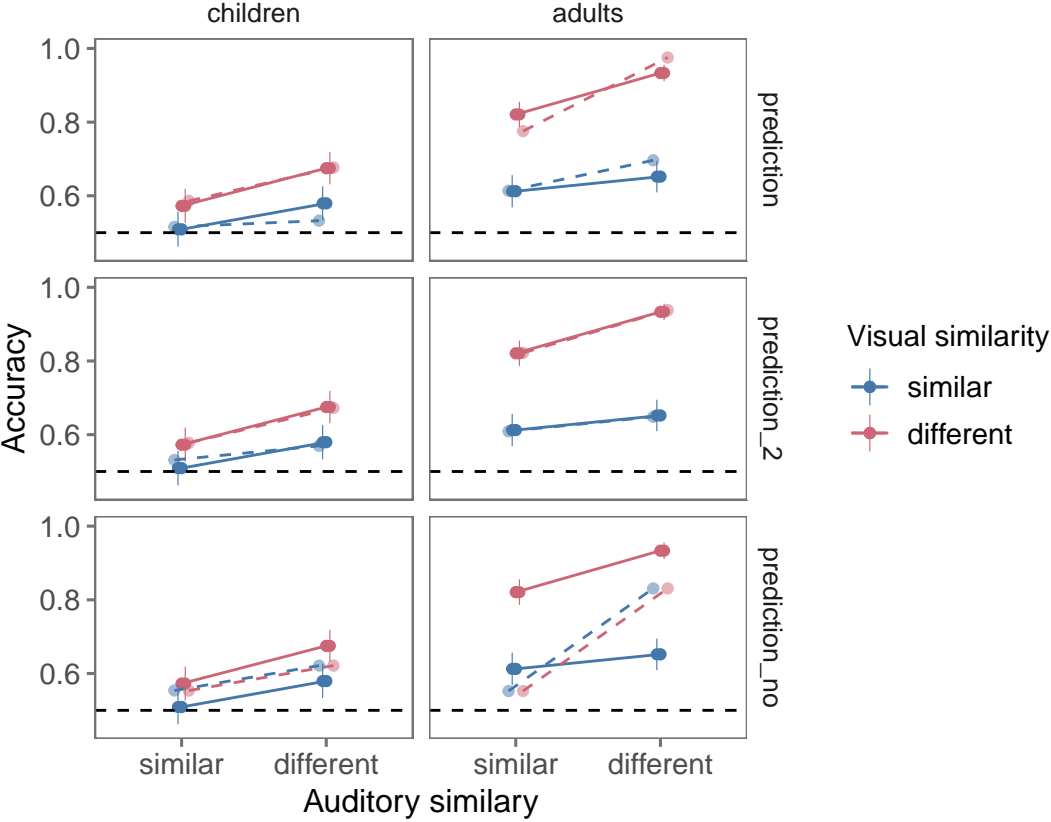 children
adults
1.0
0.8
0.6
prediction
1.0
0.8
0.6
prediction_2
1.0
0.8
0.6
prediction_no
similar
different
similar
different
Auditory similary
Accuracy
Visual similarity
similar
different